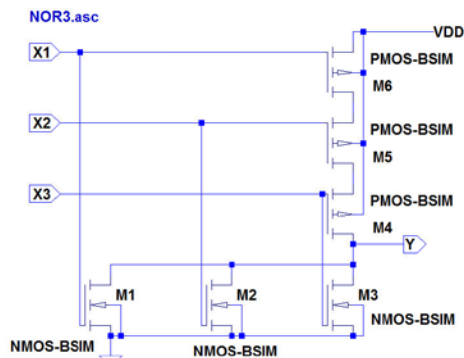 NOR3.asc
X1
VDD
PMOS-BSIM
M6
X2
PMOS-BSIM
M5
X3
PMOS-BSIM
M4
Y
M1
M2
M3
NMOS-BSIM
NMOS-BSIM
NMOS-BSIM